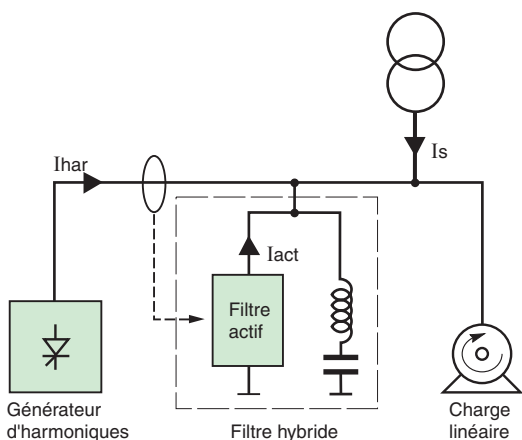 Is
Ihar
Iact
Filtre
actif
Générateur
d'harmoniques
Filtre hybride
Charge
linéaire